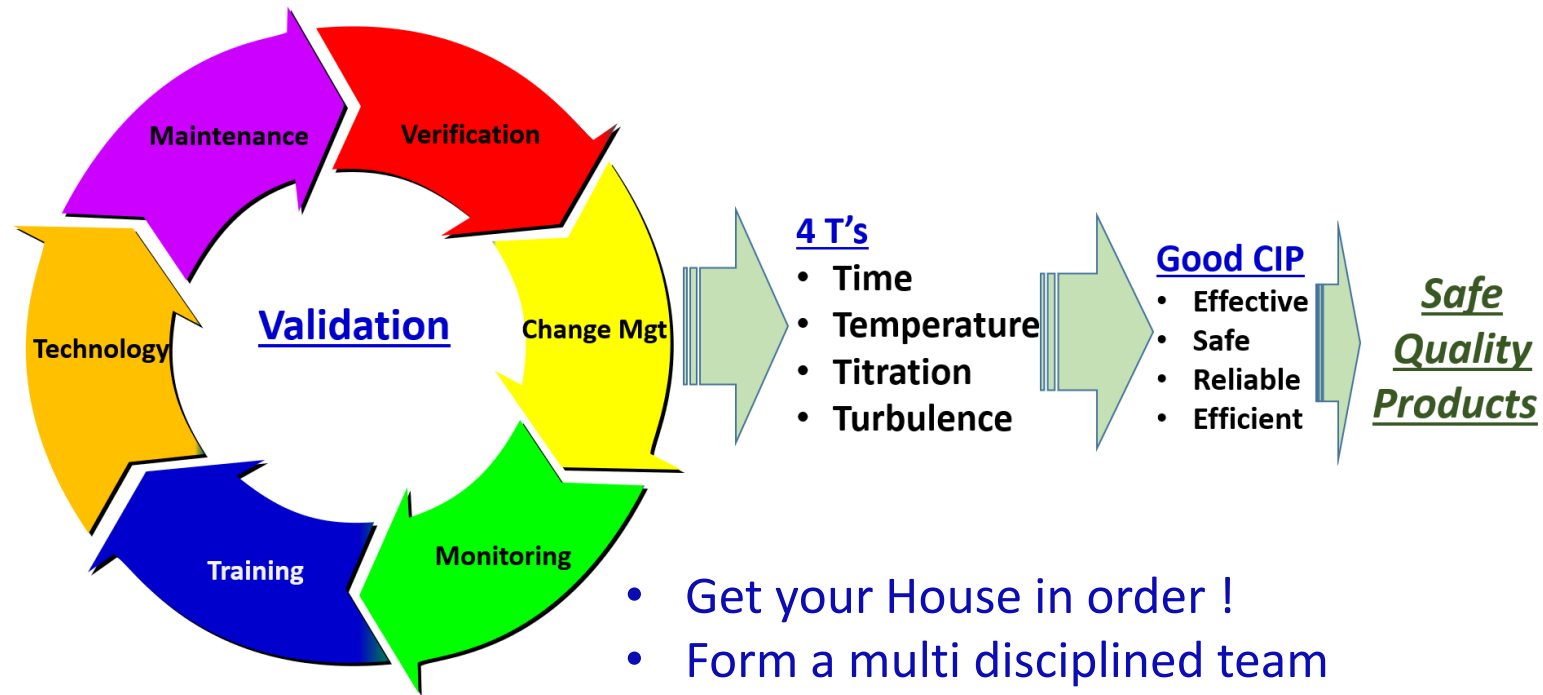 Maintenance
Verification
Technology
Validation
Change Mgt
Training
Monitoring
4 T’s
• Time
• Temperature
• Titration
• Turbulence
Good CIP
• Effective
• Safe
• Reliable
• Efficient
Safe
Quality
Products
• Get your House in order !
• Form a multi disciplined team